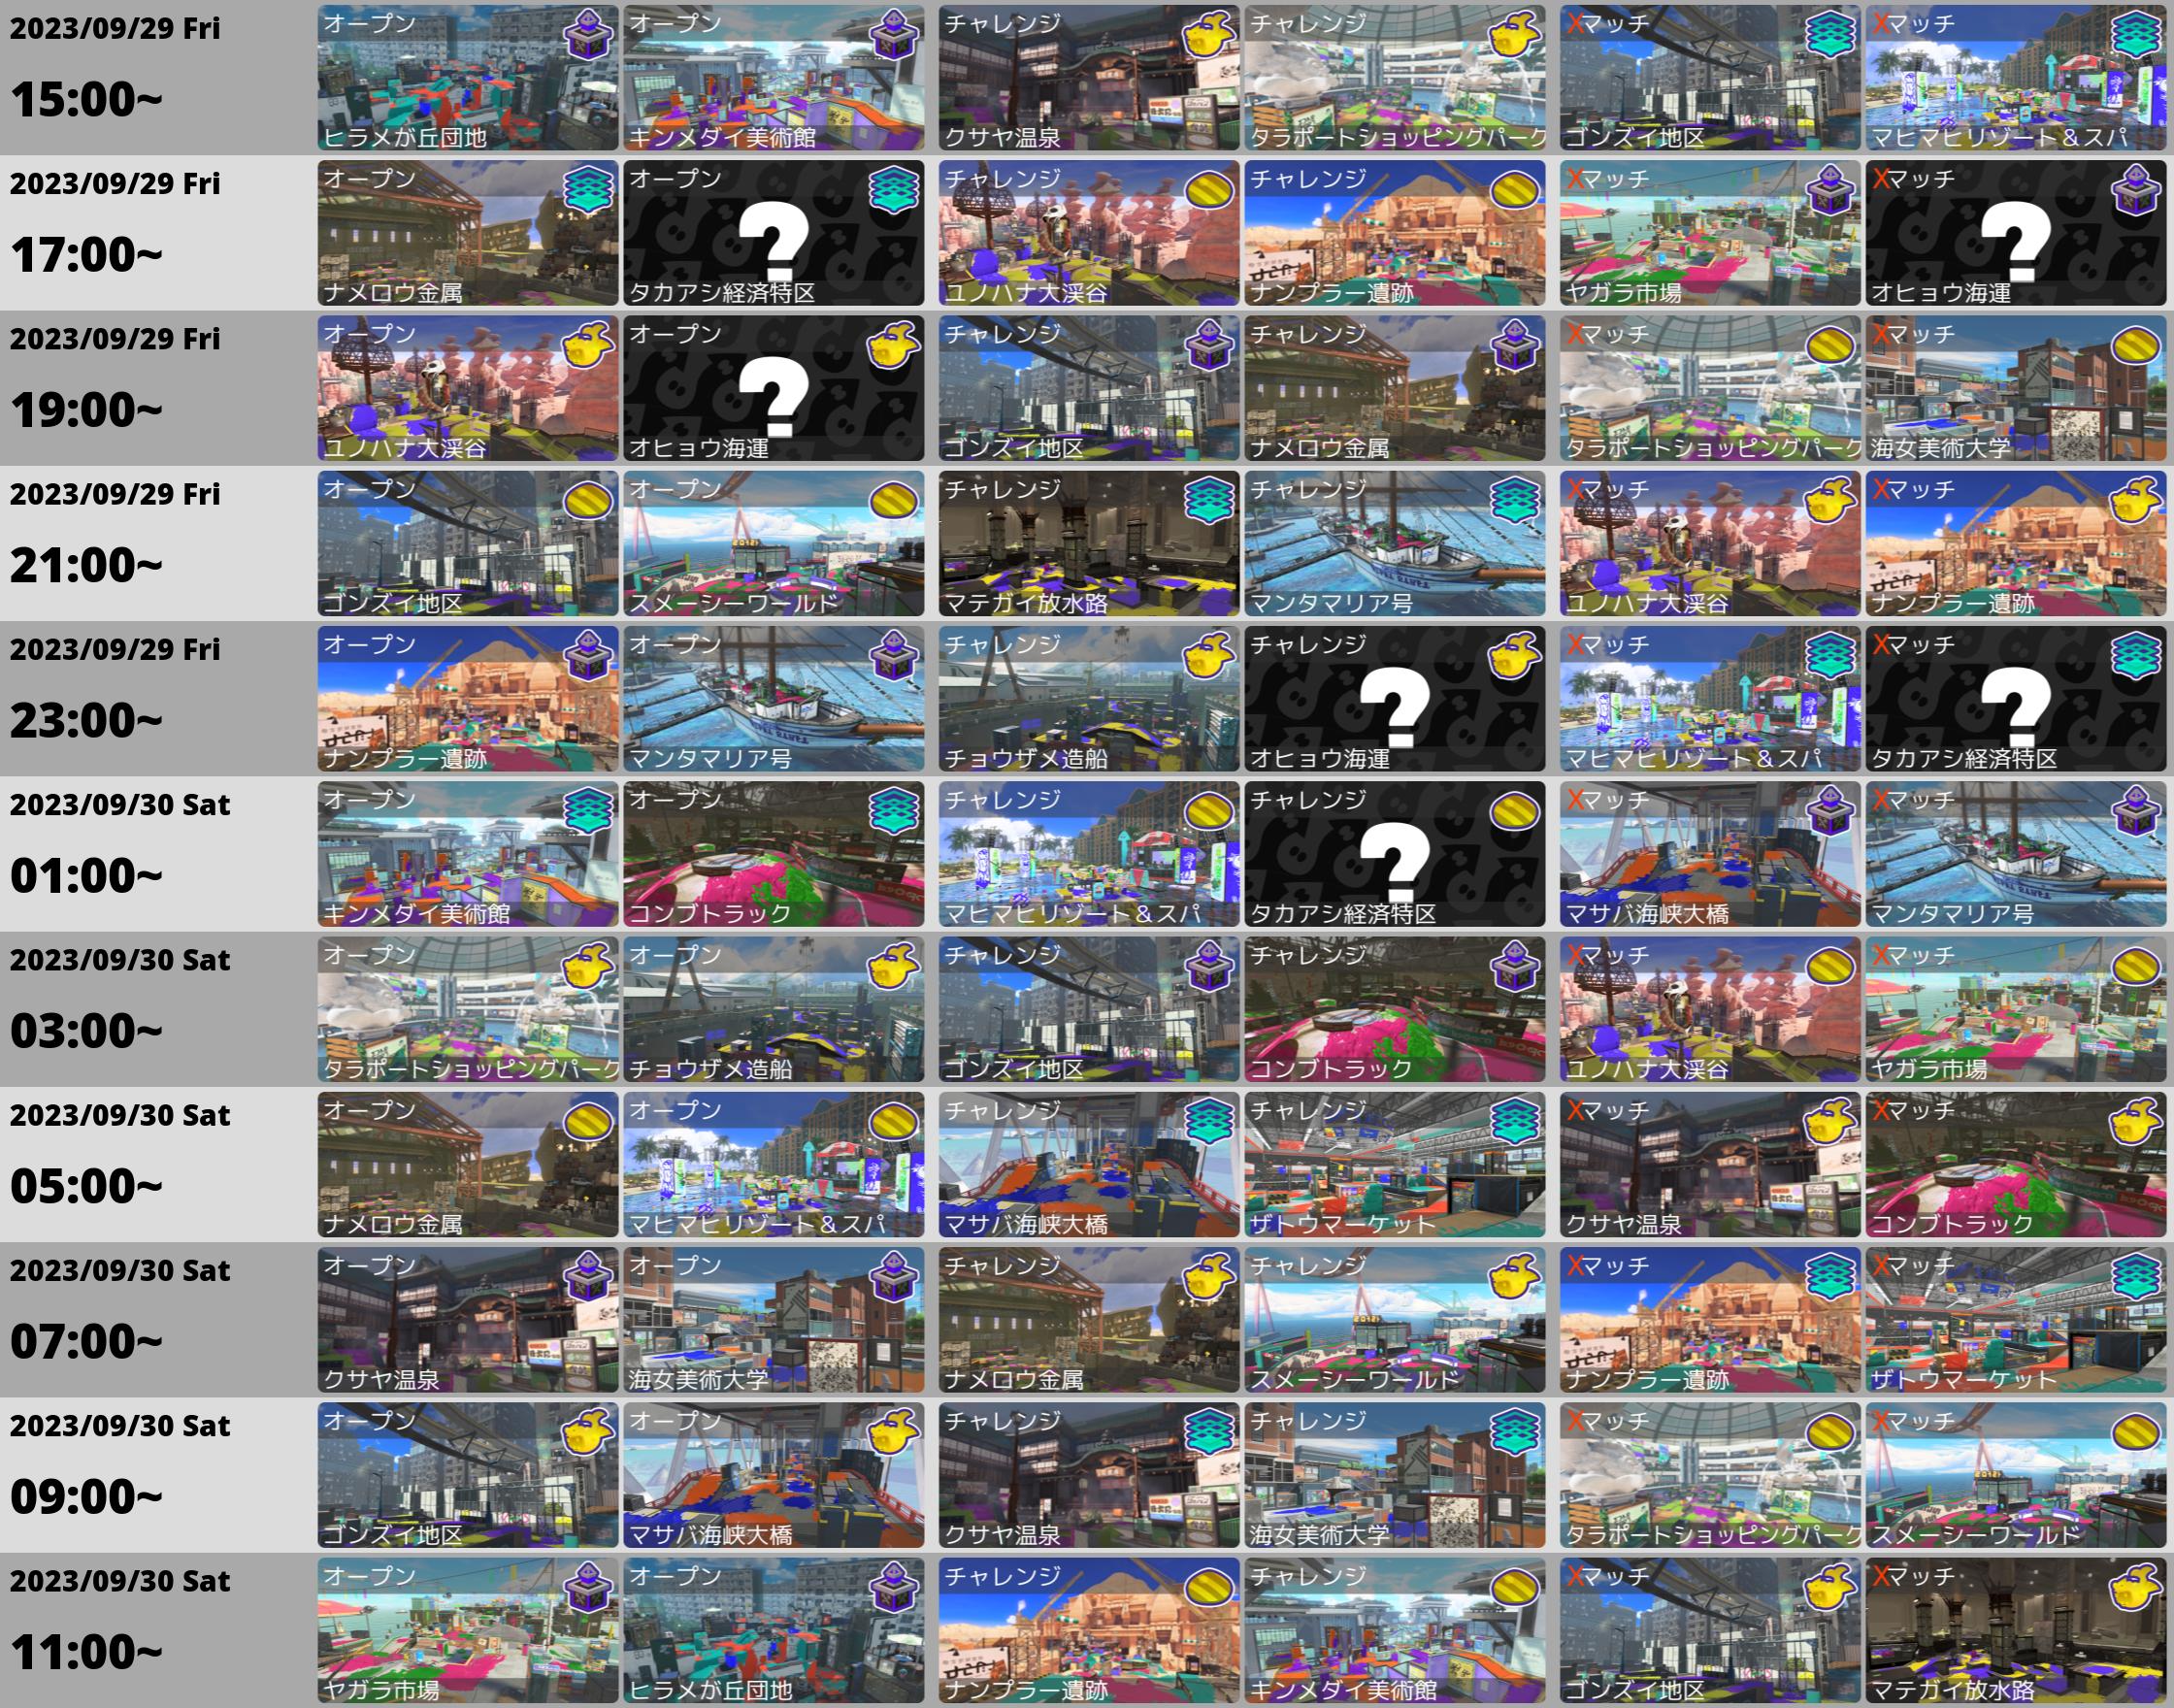 2023/09/29 Fri
15:00~
オープン
ヒラメが丘団地
オープン
キンメダイ美術館
チャレンジ
クサヤ温泉
チャレンジ
タラポートショッピングパーク
Xマッチ
ゴンズイ地区
Xマッチ
マヒマヒリゾート&スパ
2023/09/29 Fri
17:00~
オープン
ナメロウ金属
オープン
?
タカアシ経済特区
チャレンジ
ユノハナ大渓谷
チャレンジ
ナンプラー遺跡
Xマッチ
ヤガラ市場
Xマッチ
?
オヒョウ海運
2023/09/29 Fri
19:00~
オープン
ユノハナ大渓谷
オープン
?
オヒョウ海運
チャレンジ
ゴンズイ地区
チャレンジ
ナメロウ金属
Xマッチ
タラポートショッピングパーク
Xマッチ
海女美術大学
2023/09/29 Fri
21:00~
オープン
ゴンズイ地区
オープン
スメーシーワールド
チャレンジ
マテガイ放水路
チャレンジ
マンタマリア号
Xマッチ
ユノハナ大渓谷
Xマッチ
ナンプラー遺跡
2023/09/29 Fri
23:00~
オープン
ナンプラー遺跡
オープン
マンタマリア号
チャレンジ
チョウザメ造船
チャレンジ
?
オヒョウ海運
Xマッチ
マヒマヒリゾート&スパ
Xマッチ
?
タカアシ経済特区
2023/09/30 Sat
01:00~
オープン
キンメダイ美術館
オープン
コンブトラック
チャレンジ
マヒマヒリゾート&スパ
チャレンジ
?
タカアシ経済特区
Xマッチ
マサバ海峡大橋
Xマッチ
マンタマリア号
2023/09/30 Sat
03:00~
オープン
タラポートショッピングパーク
オープン
チョウザメ造船
チャレンジ
ゴンズイ地区
チャレンジ
コンブトラック
Xマッチ
ユノハナ大渓谷
Xマッチ
ヤガラ市場
2023/09/30 Sat
05:00~
オープン
ナメロウ金属
オープン
マヒマヒリゾート&スパ
チャレンジ
マサバ海峡大橋
チャレンジ
ザトウマーケット
Xマッチ
クサヤ温泉
Xマッチ
コンブトラック
2023/09/30 Sat
07:00~
オープン
クサヤ温泉
オープン
海女美術大学
チャレンジ
ナメロウ金属
チャレンジ
スメーシーワールド
Xマッチ
ナンプラー遺跡
Xマッチ
ザトウマーケット
2023/09/30 Sat
09:00~
オープン
ゴンズイ地区
オープン
マサバ海峡大橋
チャレンジ
クサヤ温泉
チャレンジ
海女美術大学
Xマッチ
タラポートショッピングパーク
Xマッチ
スメーシーワールド
2023/09/30 Sat
11:00~
オープン
ヤガラ市場
オープン
ヒラメが丘団地
チャレンジ
ナンプラー遺跡
チャレンジ
キンメダイ美術館
Xマッチ
ゴンズイ地区
Xマッチ
マテガイ放水路